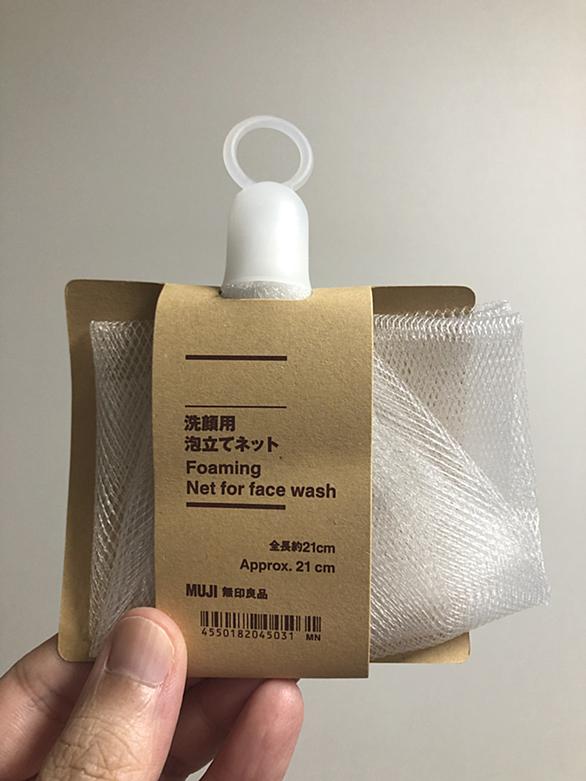 洗顔用
泡立てネット
Foaming
Net for face wash
全長約21cm
Approx. 21 cm
MUJI 無印良品
4550182045031 MN